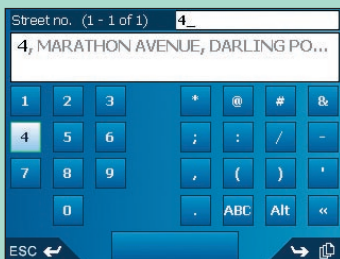 Street no. (1 - 1 of 1) 4_
4, MARATHON AVENUE, DARLING PO...
1 2 3 * @ # &
4 5 6 ; : / -
7 8 9 , ( ) '
0 . ABC Alt «
ESC